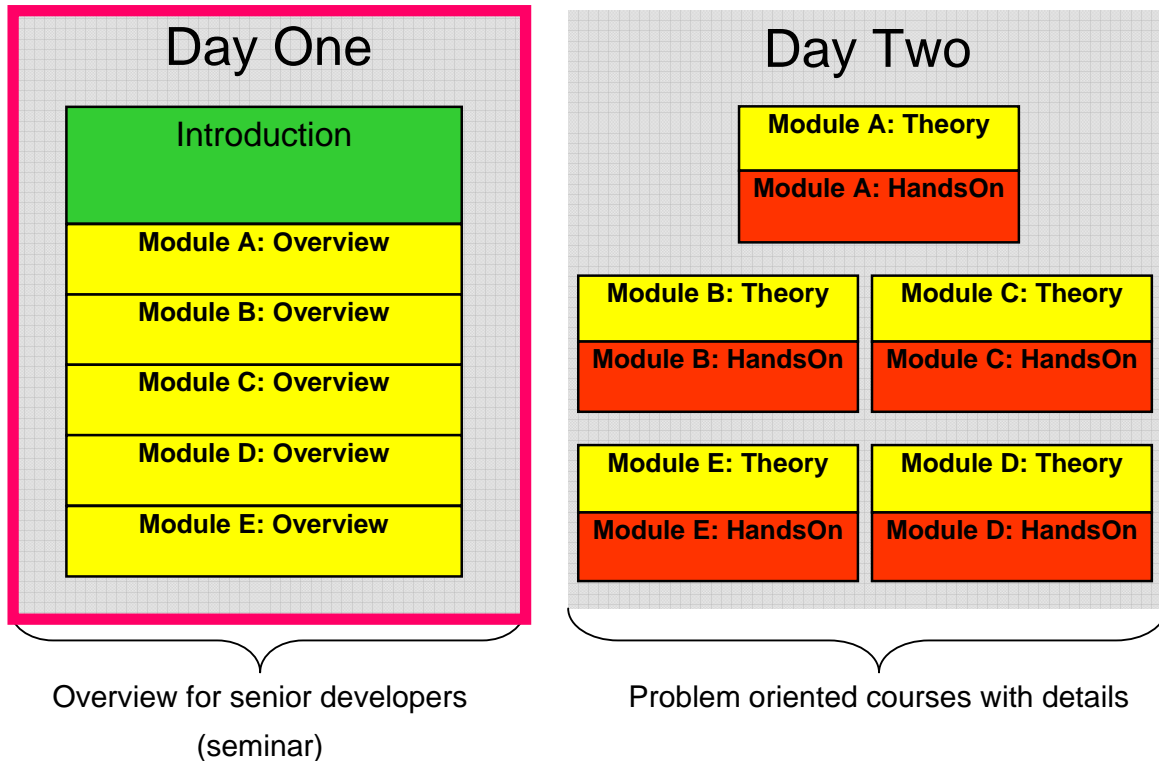 Day One
Introduction
Module A: Overview
Module B: Overview
Module C: Overview
Module D: Overview
Module E: Overview
Overview for senior developers
(seminar)
Day Two
Module A: Theory
Module A: HandsOn
Module B: Theory
Module B: HandsOn
Module C: Theory
Module C: HandsOn
Module E: Theory
Module E: HandsOn
Module D: Theory
Module D: HandsOn
Problem oriented courses with details